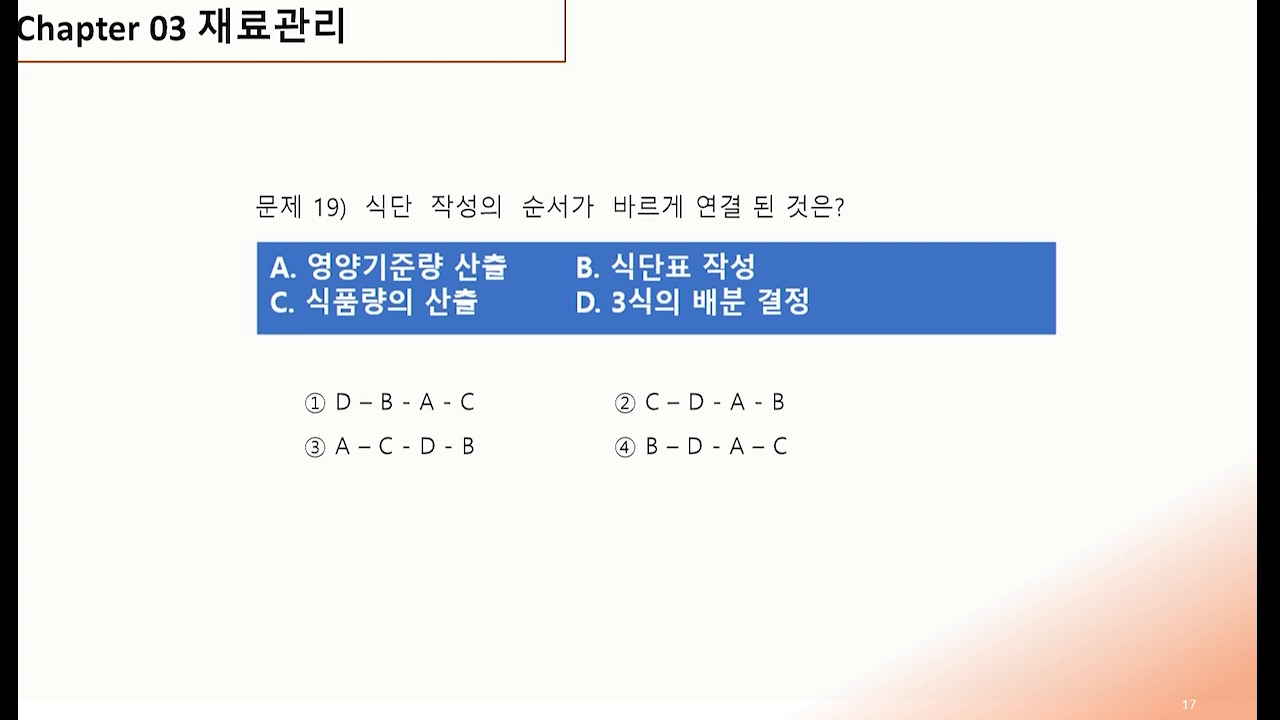 Chapter 03 재료관리
문제 19) 식단 작성의 순서가 바르게 연결 된 것은?
A. 영양기준량 산출 B. 식단표 작성
C. 식품량의 산출 D. 3식의 배분 결정
① D – B - A - C ② C – D - A - B
③ A – C - D - B ④ B – D - A – C
17